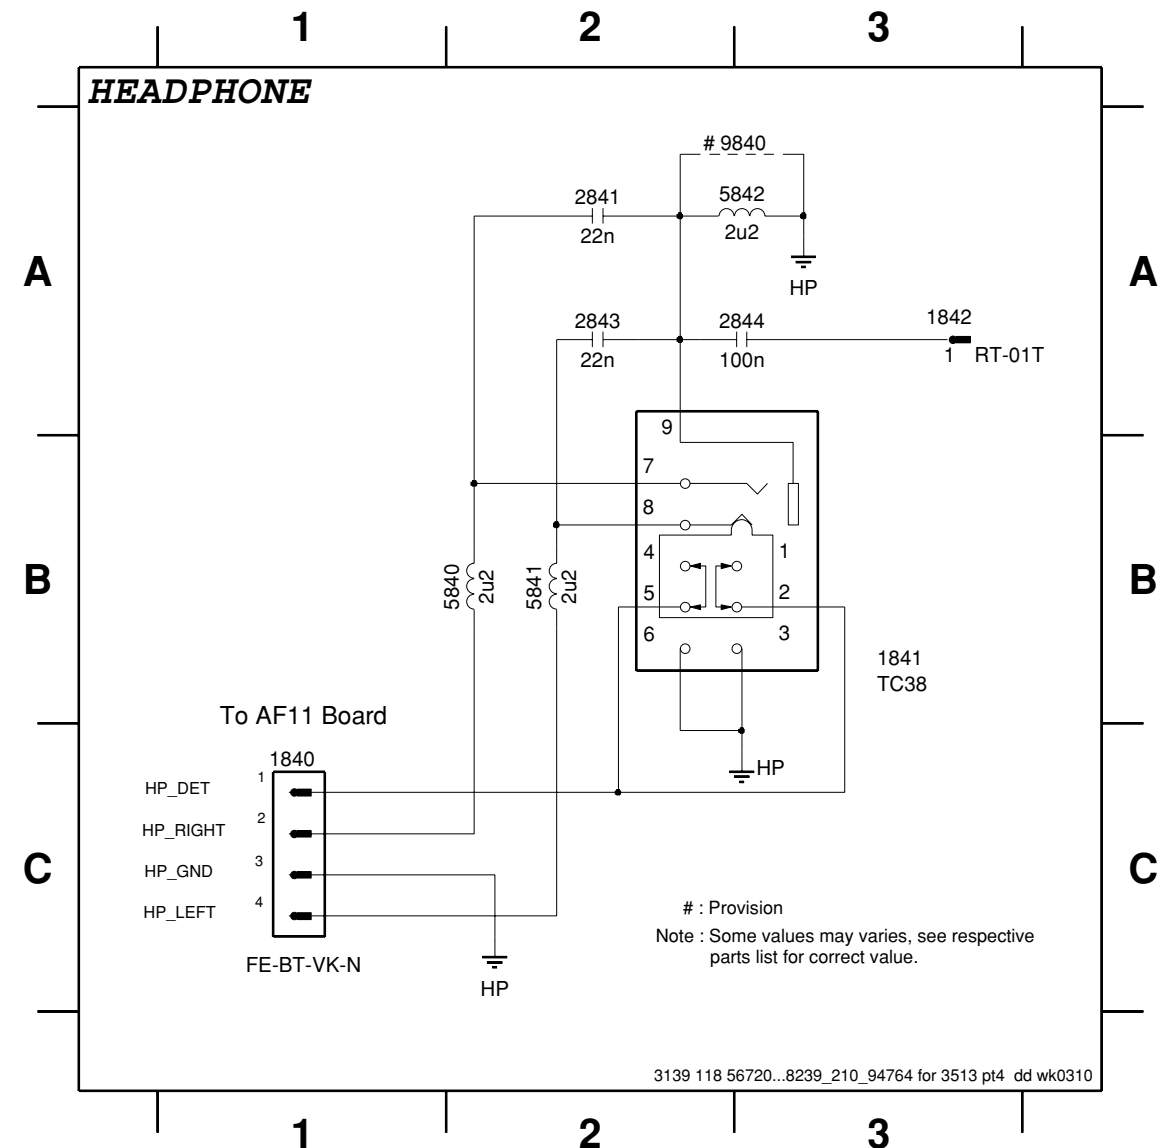 1 2 3
HEADPHONE
# 9840
2841
22n
5842
2u2
A A
HP
2843
22n
2844
100n
1842
1 RT-01T
9
7
8
4 1
5 2
6 3
B B
5840
2u2
5841
2u2
1841
TC38
To AF11 Board
1840
HP
HP_DET 1
HP_RIGHT 2
HP_GND 3
HP_LEFT 4
C C
FE-BT-VK-N
HP
# : Provision
Note : Some values may varies, see respective
parts list for correct value.
3139 118 56720...8239_210_94764 for 3513 pt4 dd wk0310
1 2 3